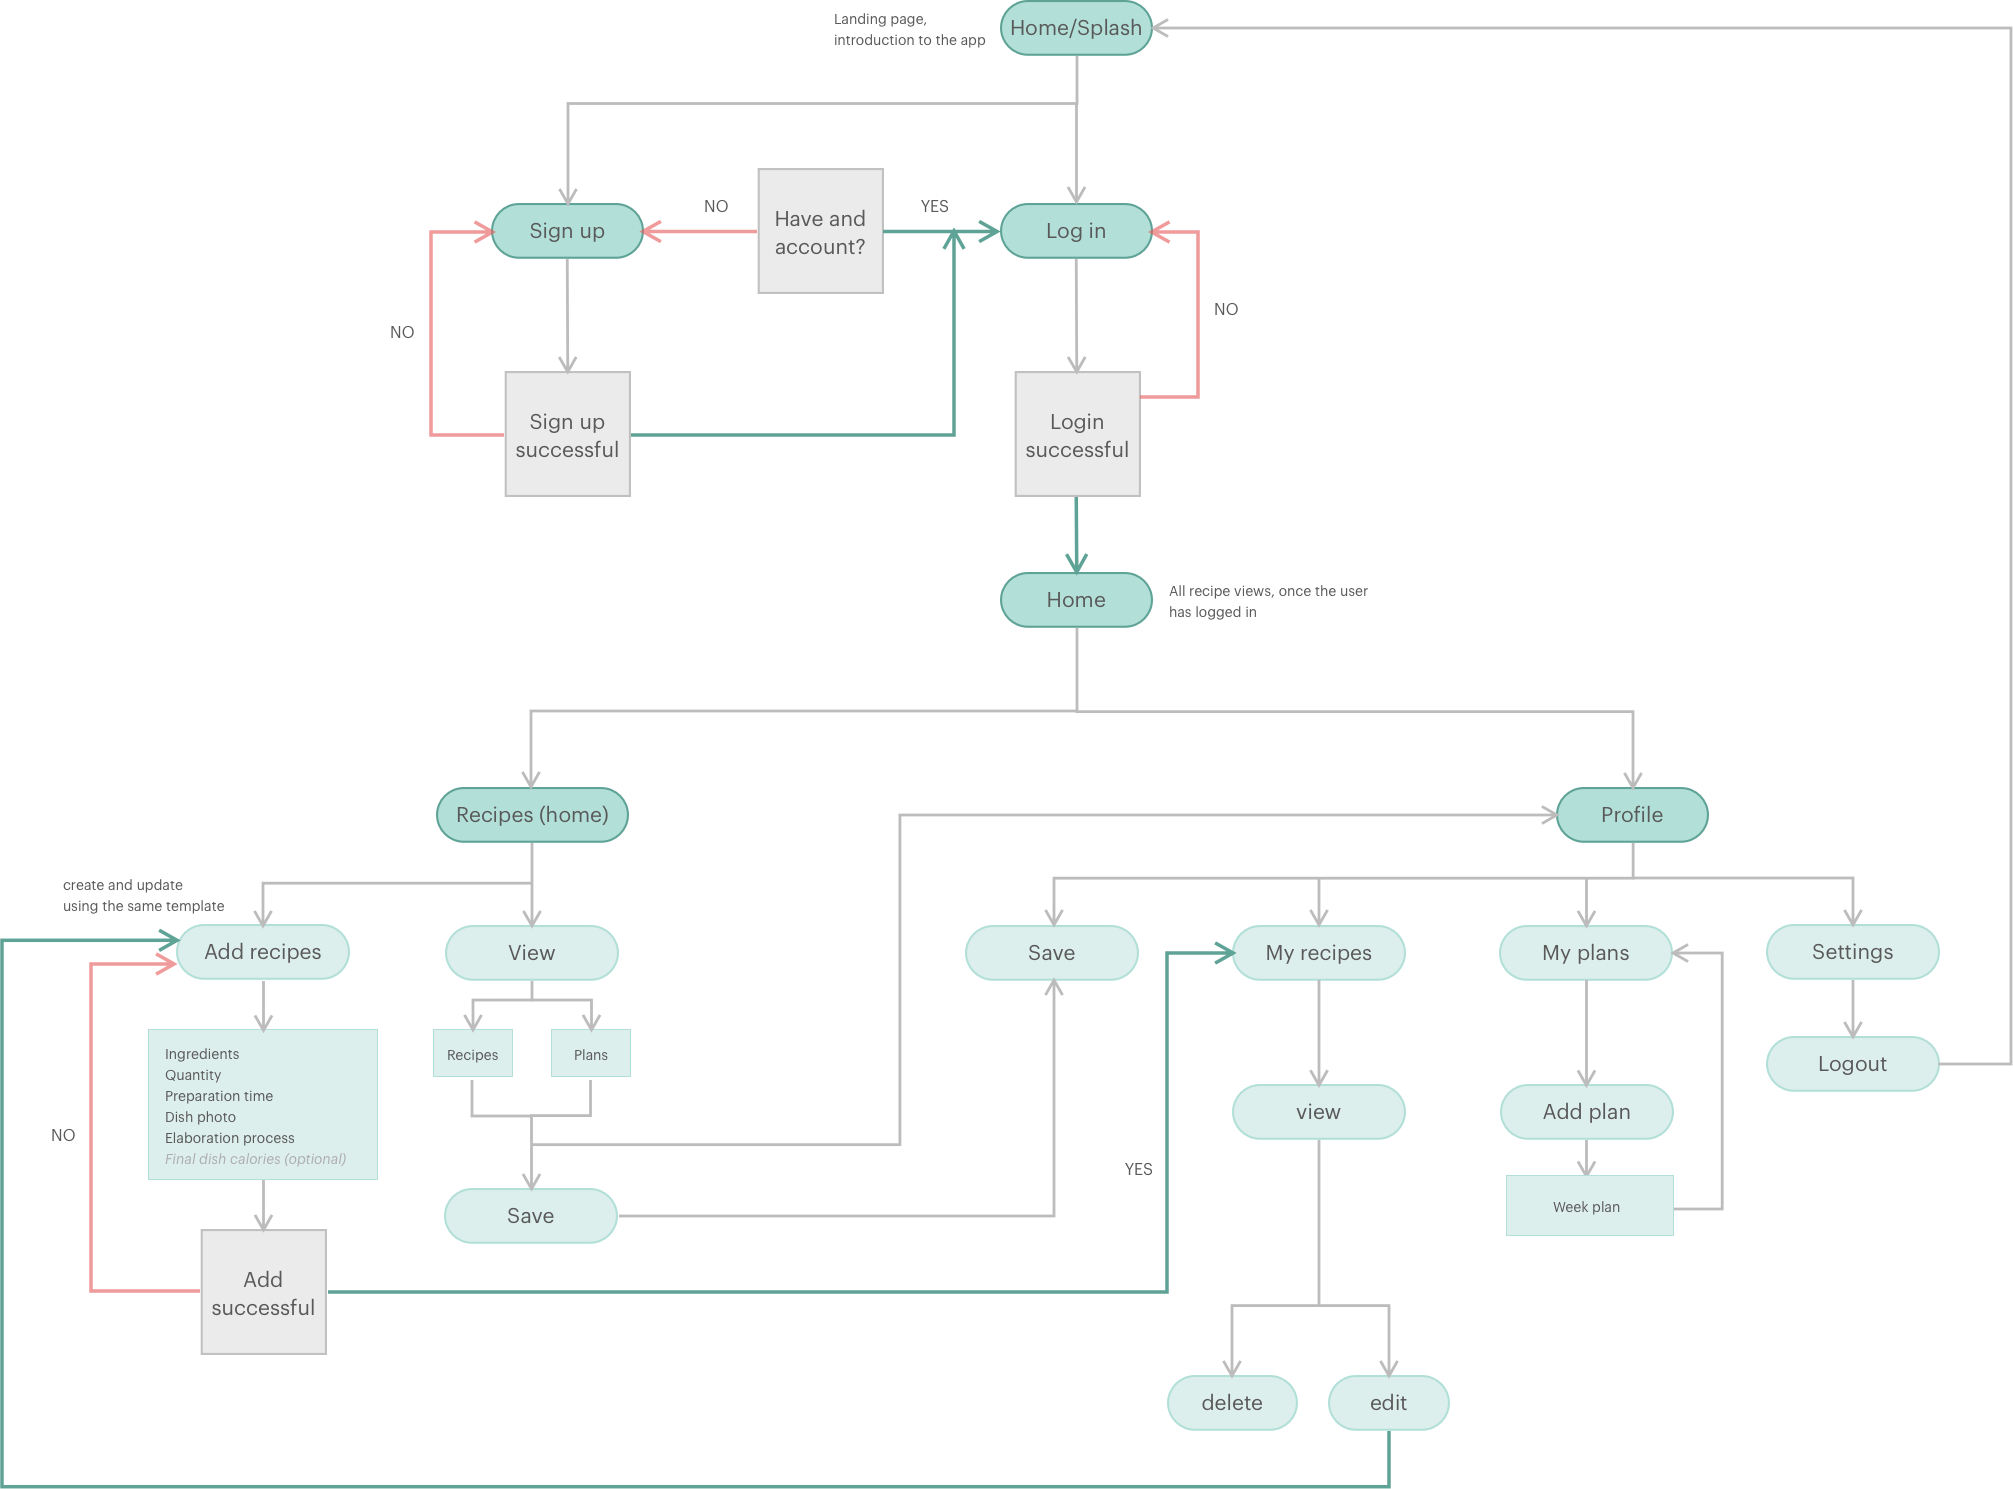 Landing page,
introduction to the app
Home/Splash
Sign up
NO
Have and
account?
YES
Log in
NO
NO
Sign up
successful
Login
successful
Home
All recipe views, once the user
has logged in
Recipes (home)
Profile
create and update
using the same template
Add recipes
View
Save
My recipes
My plans
Settings
Recipes
Plans
Ingredients
Quantity
Preparation time
Dish photo
Elaboration process
Final dish calories (optional)
Logout
view
Add plan
NO
YES
Week plan
Save
Add
successful
delete
edit